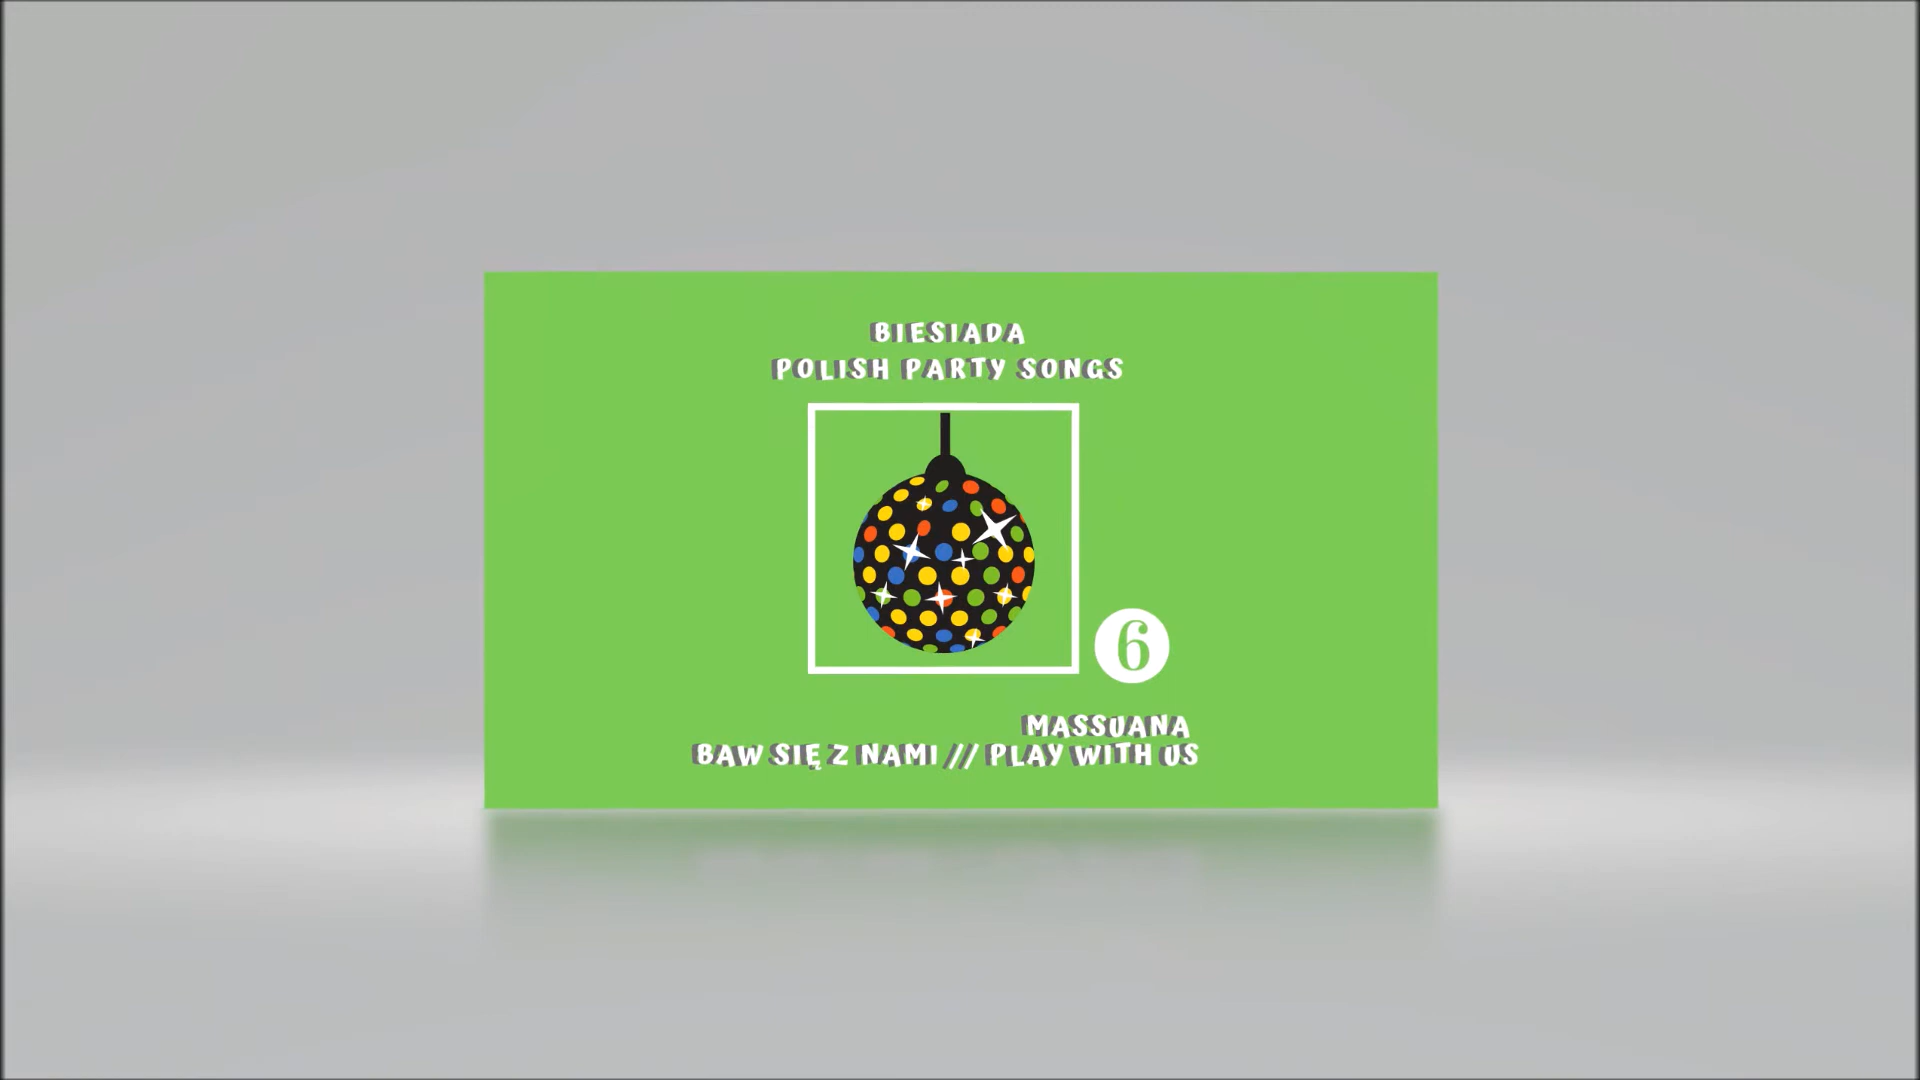 BIESIADA
POLISH PARTY SONGS
6
MASSUANA
BAW SIĘ Z NAMI // PLAY WITH US